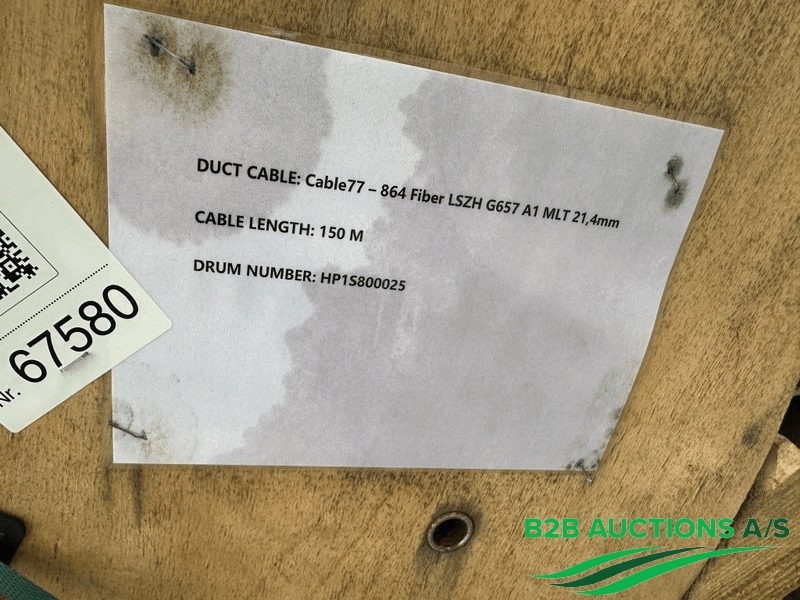 DUCT CABLE: Cable77 – 864 Fiber LSZH G657 A1 MLT 21,4mm
CABLE LENGTH: 150 M
DRUM NUMBER: HP1S800025
Nr. 67580
B2B AUCTIONS A/S